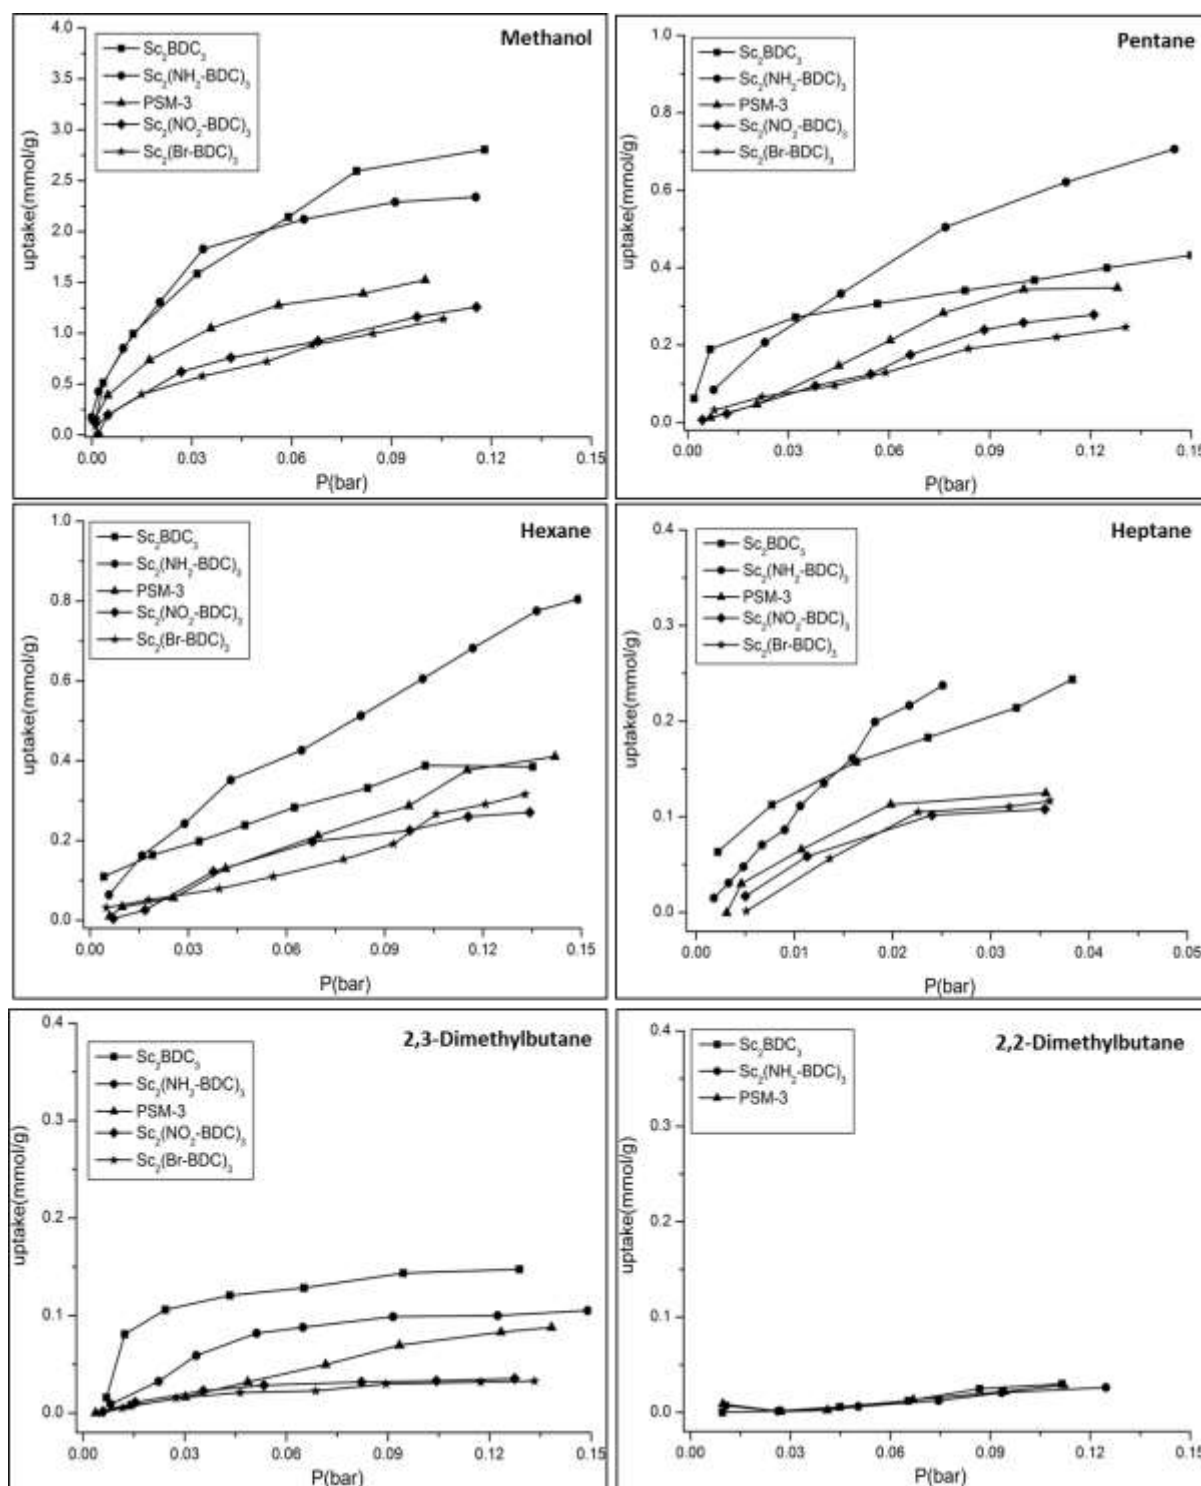 Methanol
Sc₂BDC₃
Sc₂(NH₂-BDC)₃
PSM-3
Sc₂(NO₂-BDC)₃
Sc₂(Br-BDC)₃
4.0
3.5
3.0
2.5
2.0
1.5
1.0
0.5
0.0
uptake(mmol/g)
0.00 0.03 0.06 0.09 0.12 0.15
P(bar)
Pentane
Sc₂BDC₃
Sc₂(NH₂-BDC)₃
PSM-3
Sc₂(NO₂-BDC)₃
Sc₂(Br-BDC)₃
1.0
0.8
0.6
0.4
0.2
0.0
uptake(mmol/g)
0.00 0.03 0.06 0.09 0.12 0.15
P(bar)
Hexane
Sc₂BDC₃
Sc₂(NH₂-BDC)₃
PSM-3
Sc₂(NO₂-BDC)₃
Sc₂(Br-BDC)₃
1.0
0.8
0.6
0.4
0.2
0.0
uptake(mmol/g)
0.00 0.03 0.06 0.09 0.12 0.15
P(bar)
Heptane
Sc₂BDC₃
Sc₂(NH₂-BDC)₃
PSM-3
Sc₂(NO₂-BDC)₃
Sc₂(Br-BDC)₃
0.4
0.3
0.2
0.1
0.0
uptake(mmol/g)
0.00 0.01 0.02 0.03 0.04 0.05
P(bar)
2,3-Dimethylbutane
Sc₂BDC₃
Sc₂(NH₂-BDC)₃
PSM-3
Sc₂(NO₂-BDC)₃
Sc₂(Br-BDC)₃
0.4
0.3
0.2
0.1
0.0
uptake(mmol/g)
0.00 0.03 0.06 0.09 0.12 0.15
P(bar)
2,2-Dimethylbutane
Sc₂BDC₃
Sc₂(NH₂-BDC)₃
PSM-3
0.4
0.3
0.2
0.1
0.0
uptake(mmol/g)
0.00 0.03 0.06 0.09 0.12 0.15
P(bar)